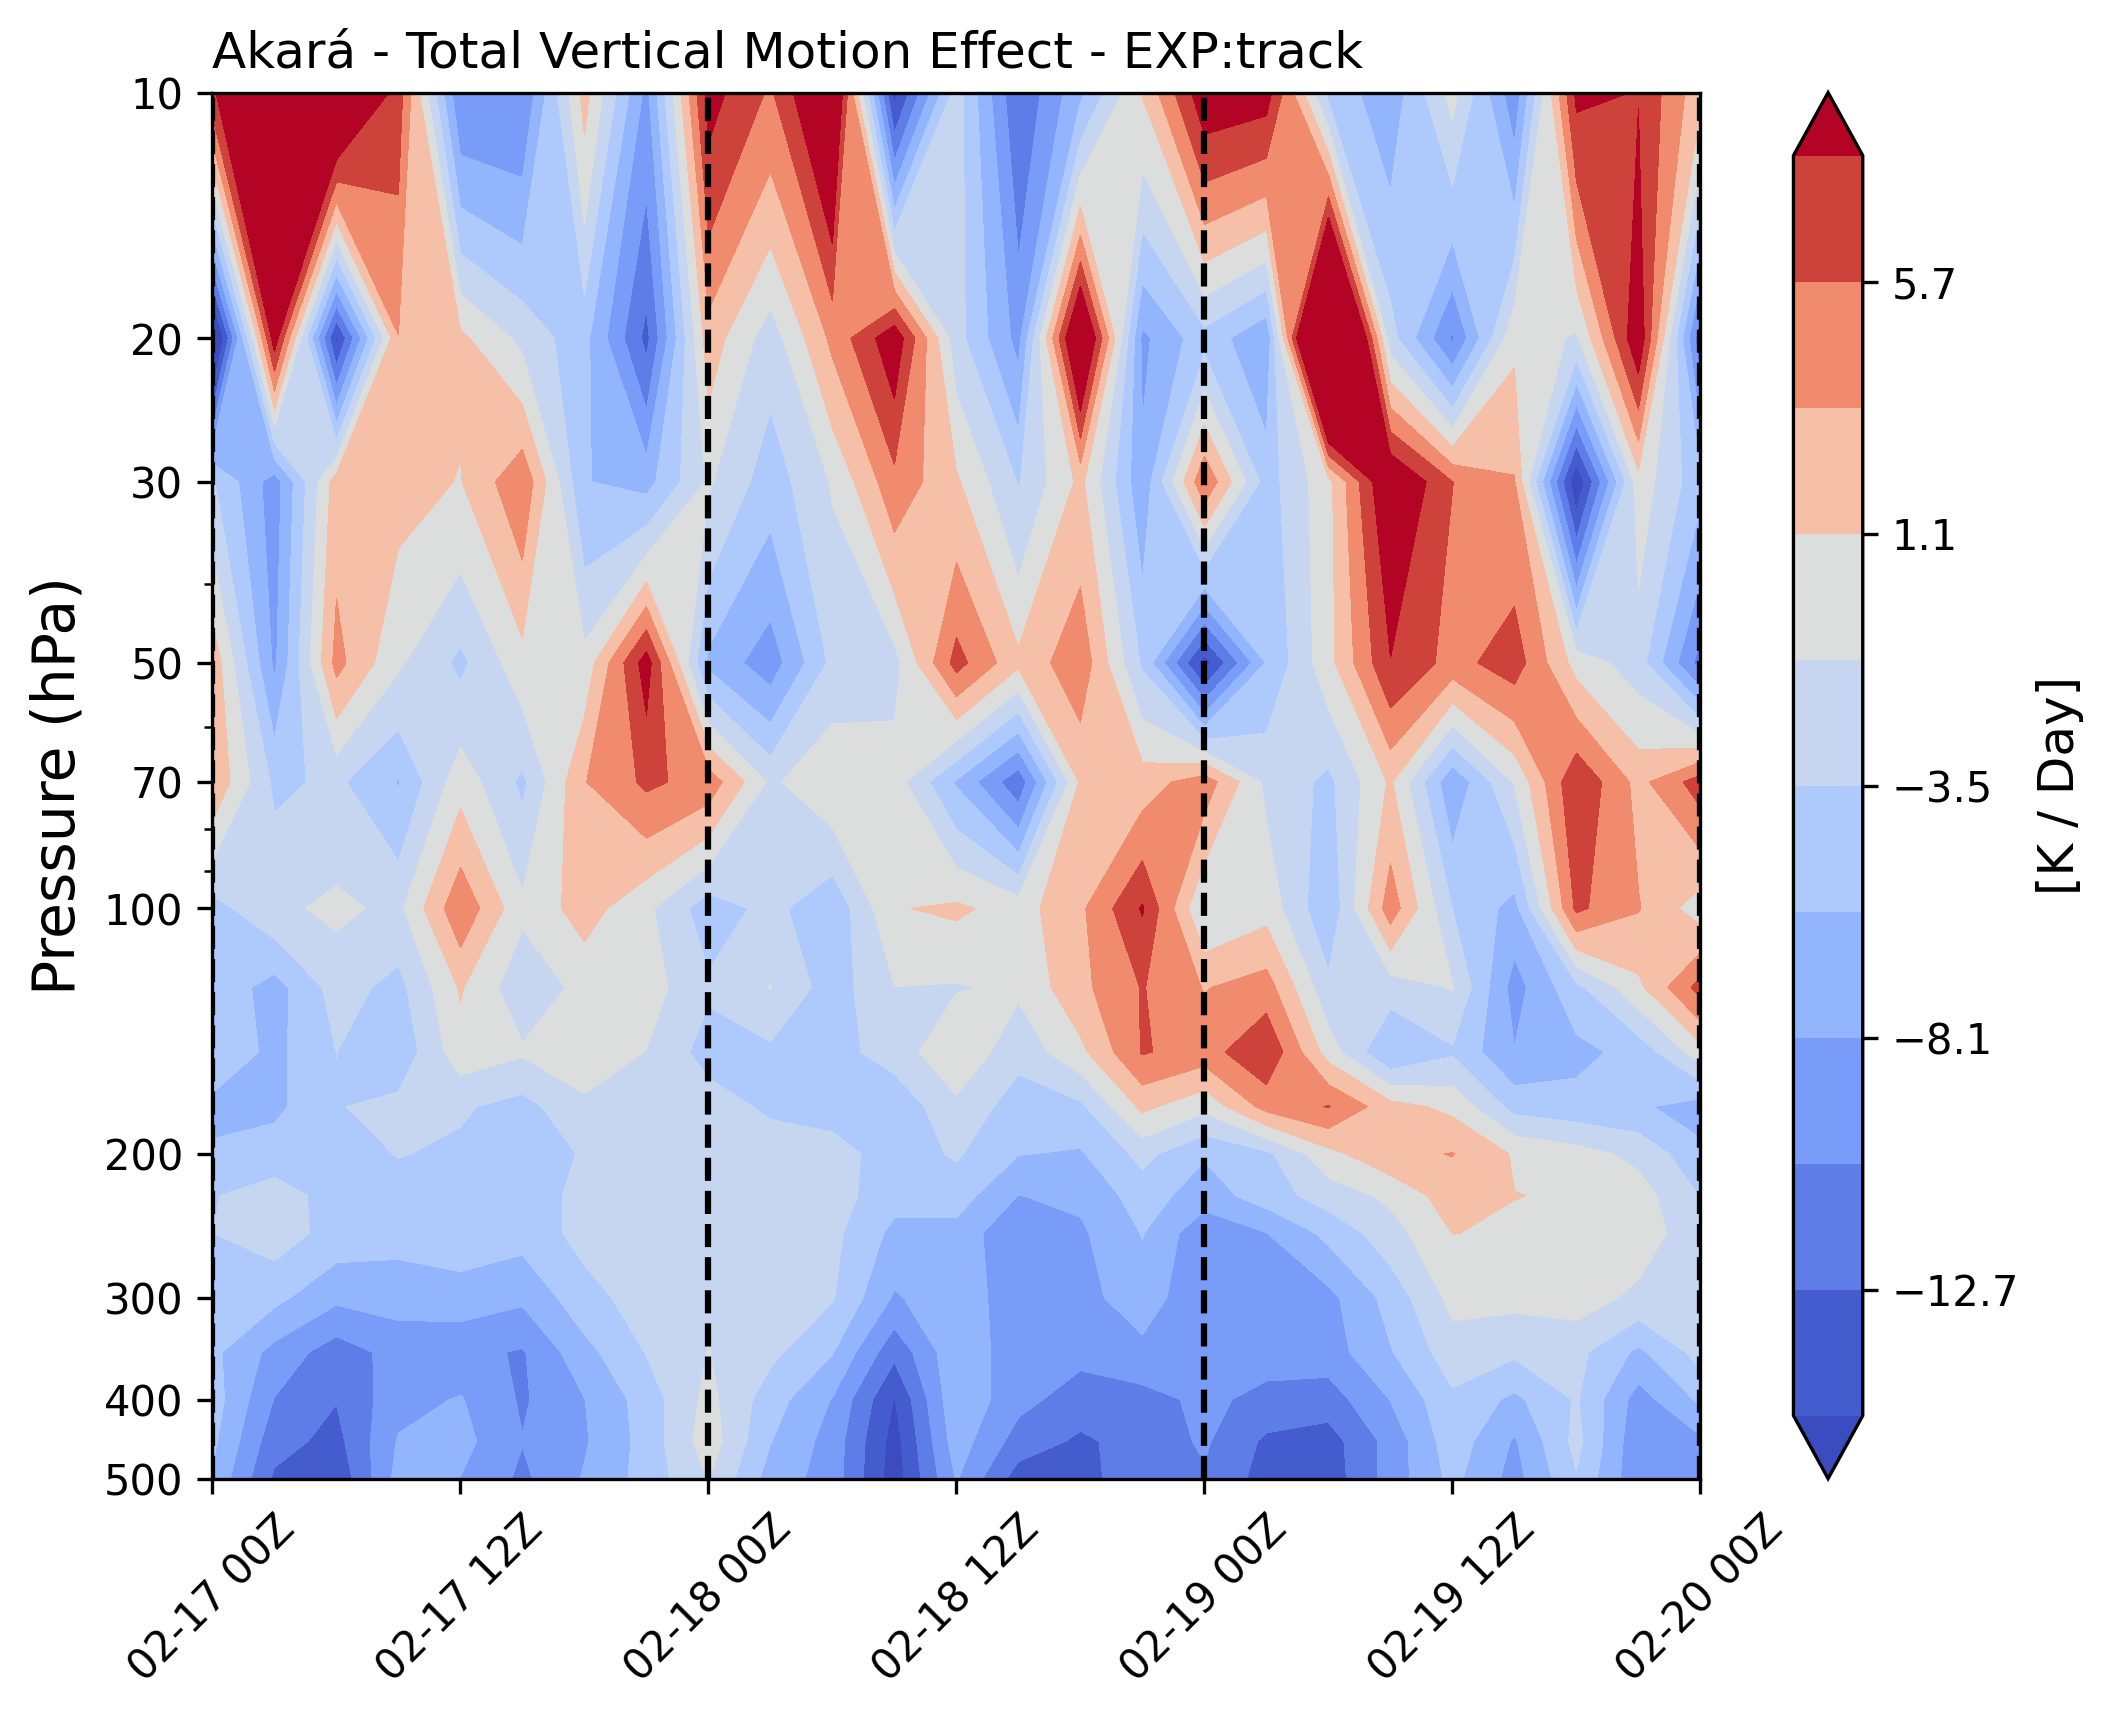 Akará - Total Vertical Motion Effect - EXP:track
Pressure (hPa)
10
20
30
50
70
100
200
300
400
500
02-17 00Z
02-17 12Z
02-18 00Z
02-18 12Z
02-19 00Z
02-19 12Z
02-20 00Z
5.7
1.1
−3.5
−8.1
−12.7
[K / Day]